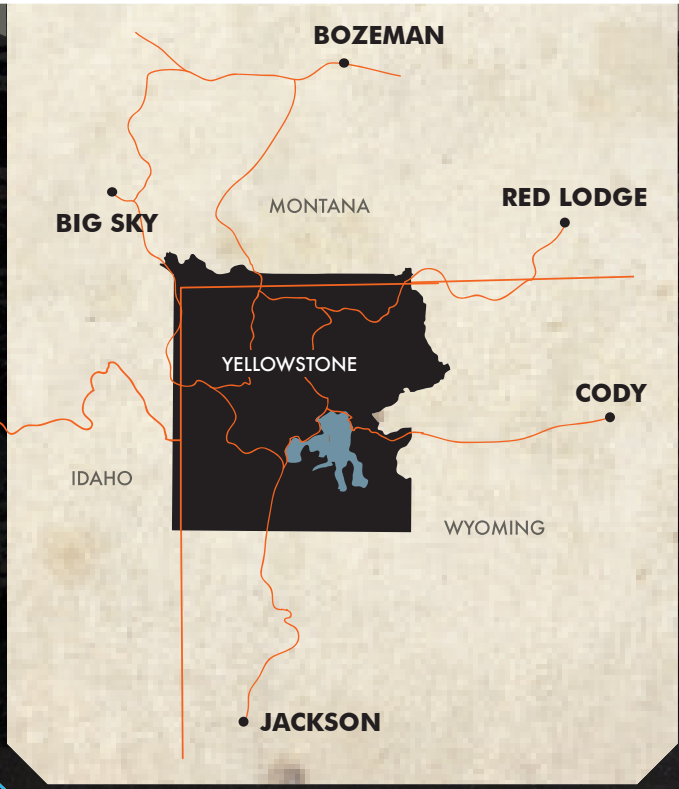 BOZEMAN
RED LODGE
MONTANA
BIG SKY
YELLOWSTONE
CODY
IDAHO
WYOMING
JACKSON